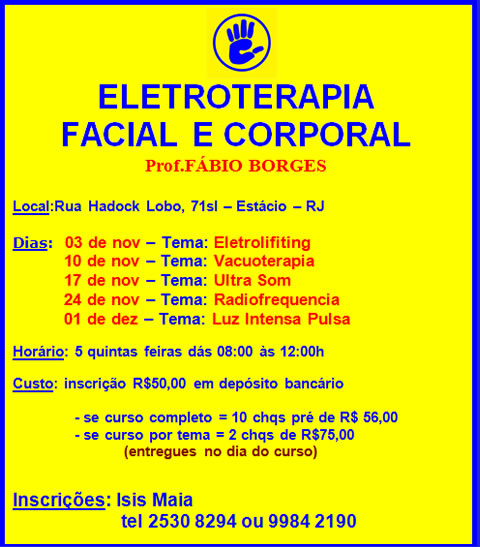 ELETROTERAPIA
FACIAL E CORPORAL
Prof.FÁBIO BORGES
Local:Rua Hadock Lobo, 71sl – Estácio – RJ
Dias: 03 de nov – Tema: Eletrolifiting
10 de nov – Tema: Vacuoterapia
17 de nov – Tema: Ultra Som
24 de nov – Tema: Radiofrequencia
01 de dez – Tema: Luz Intensa Pulsa
Horário: 5 quintas feiras dás 08:00 às 12:00h
Custo: inscrição R$50,00 em depósito bancário
- se curso completo = 10 chqs pré de R$ 56,00
- se curso por tema = 2 chqs de R$75,00
(entregues no dia do curso)
Inscrições: Isis Maia
tel 2530 8294 ou 9984 2190